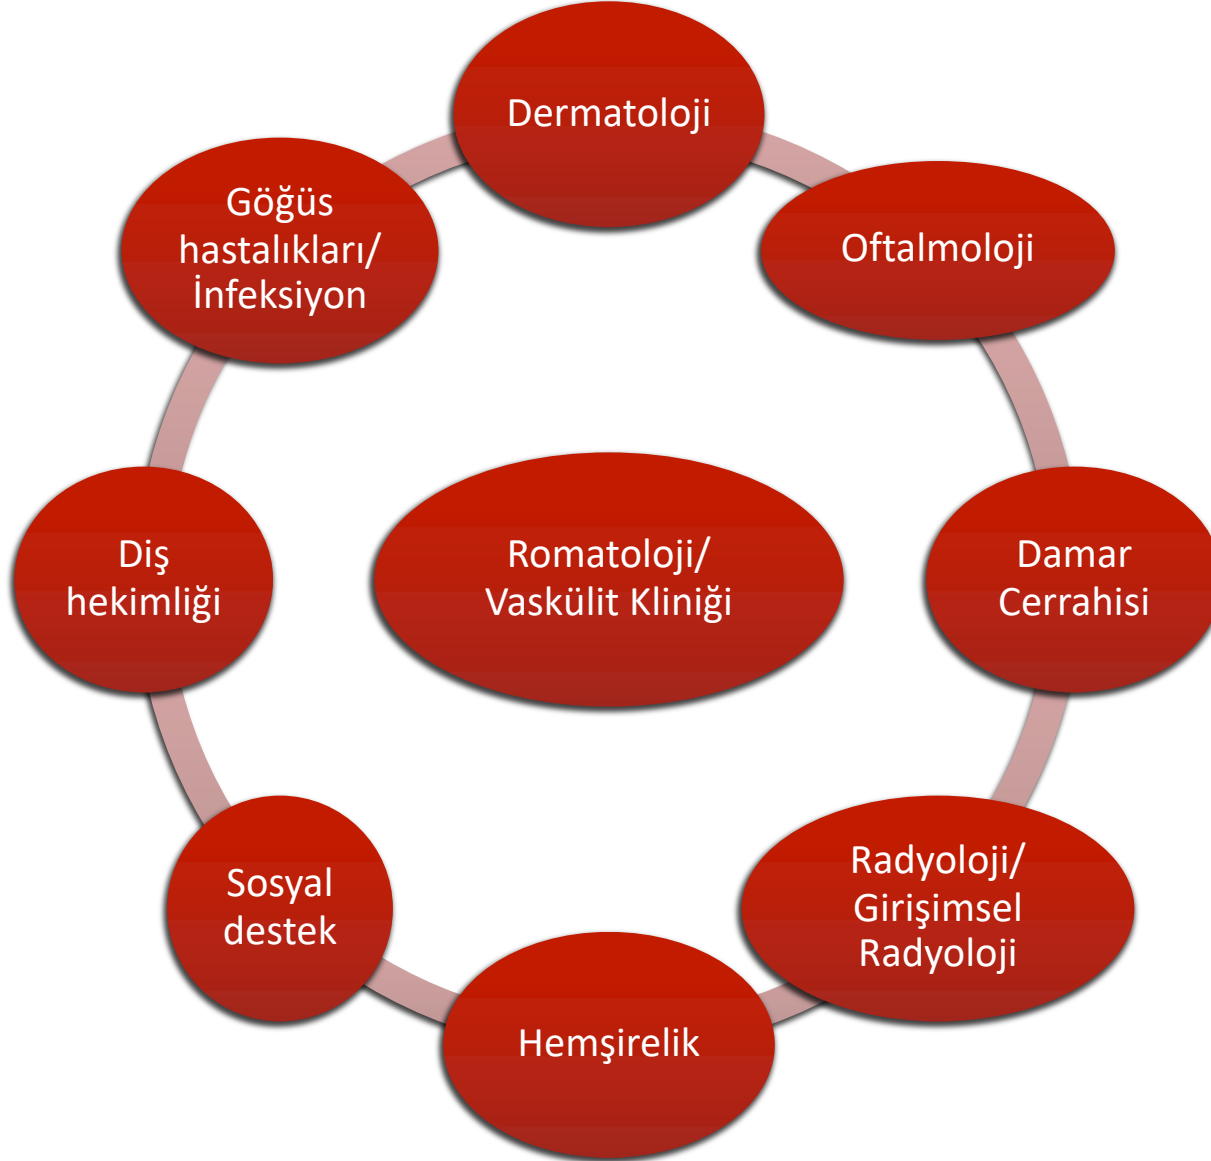 Dermatoloji
Göğüs
hastalıkları/
İnfeksiyon
Oftalmoloji
Diş
hekimliği
Romatoloji/
Vaskülit Kliniği
Damar
Cerrahisi
Sosyal
destek
Radyoloji/
Girişimsel
Radyoloji
Hemşirelik